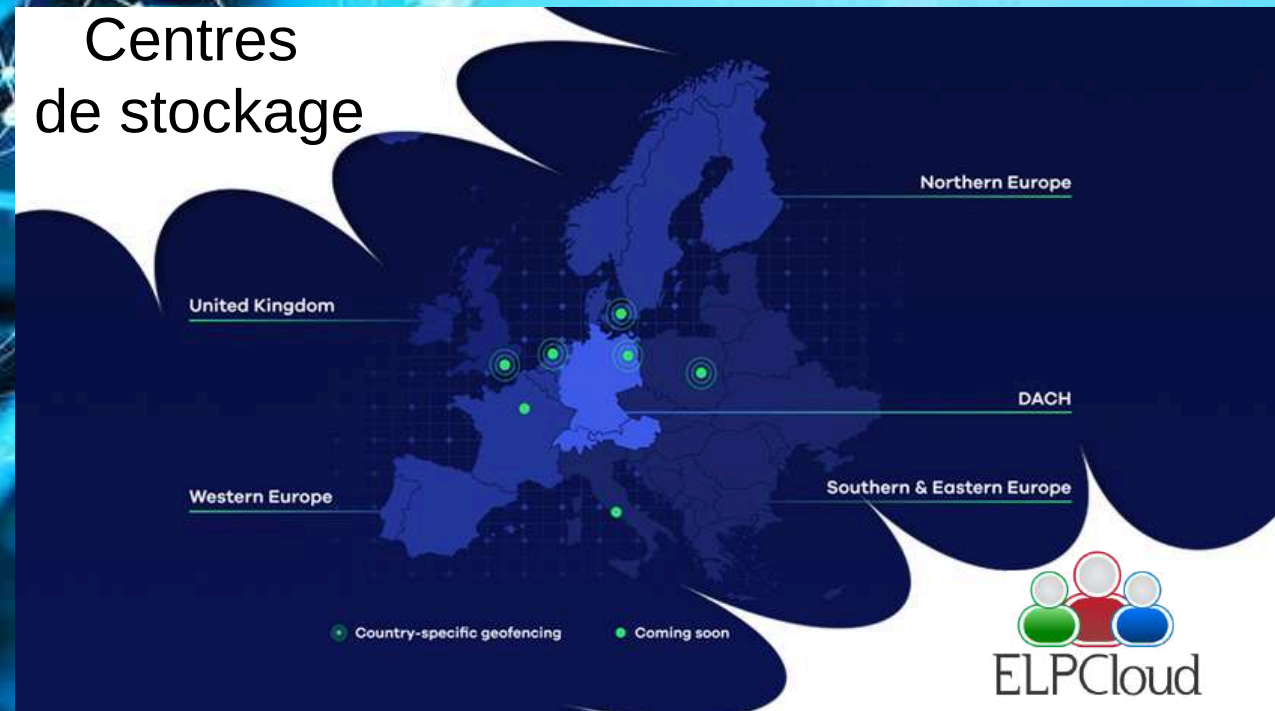 Centres
de stockage
Northern Europe
United Kingdom
DACH
Southern & Eastern Europe
Western Europe
Country-specific geofencing
Coming soon
ELPCloud